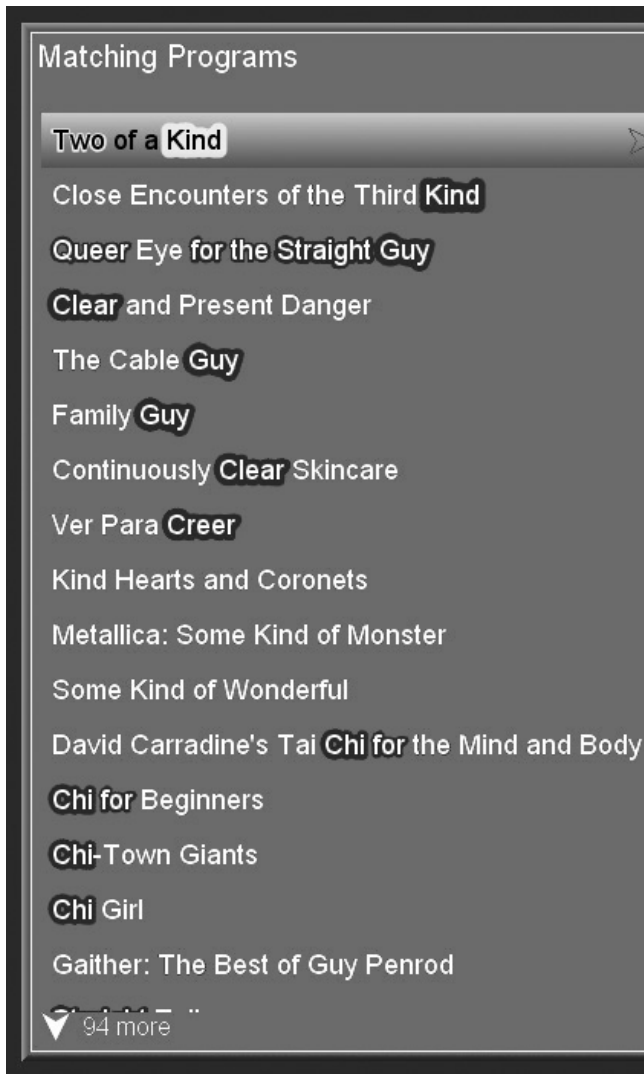 Matching Programs
Two of a Kind
Close Encounters of the Third Kind
Queer Eye for the Straight Guy
Clear and Present Danger
The Cable Guy
Family Guy
Continuously Clear Skincare
Ver Para Creer
Kind Hearts and Coronets
Metallica: Some Kind of Monster
Some Kind of Wonderful
David Carradine's Tai Chi for the Mind and Body
Chi for Beginners
Chi-Town Giants
Chi Girl
Gaither: The Best of Guy Penrod
94 more